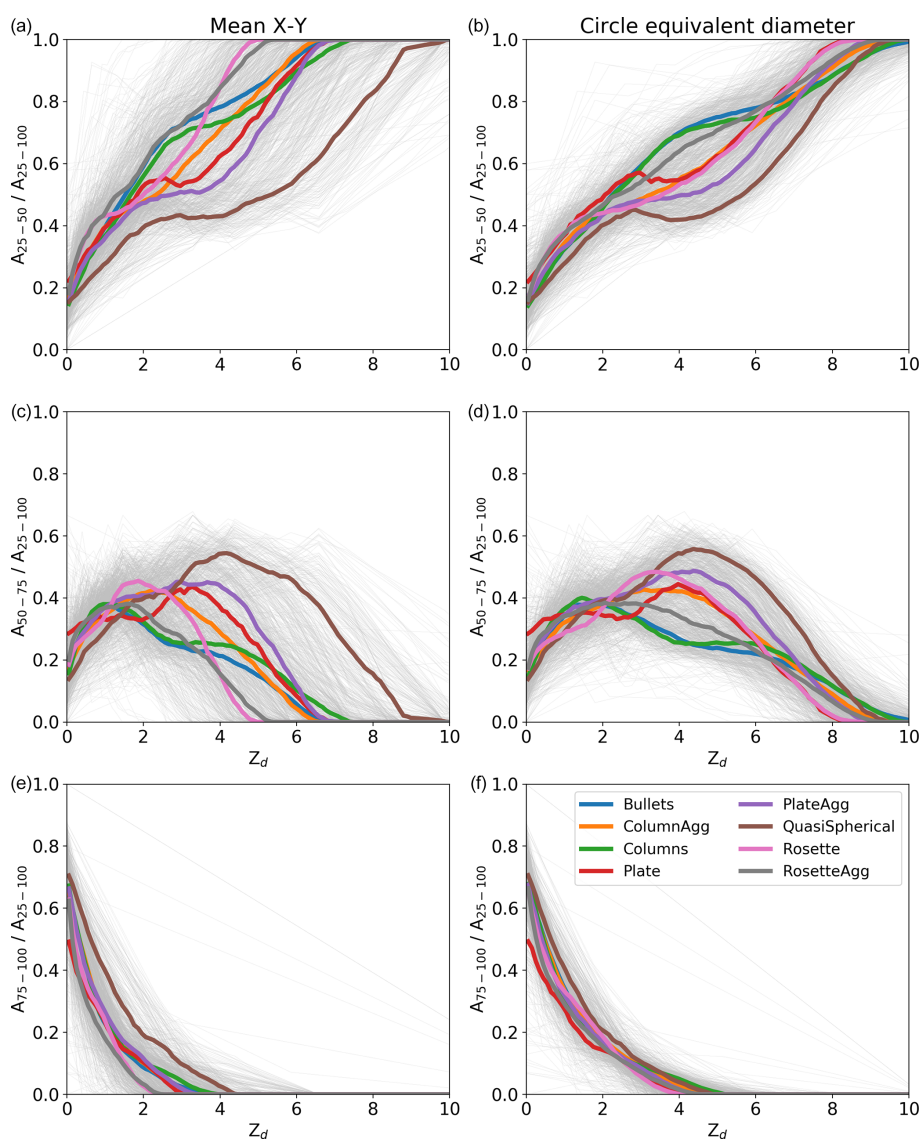 (a) Mean X-Y
(b) Circle equivalent diameter
1.0
0.8
0.6
0.4
0.2
0.0
A25−50 / A25−100
0 2 4 6 8 10
1.0
0.8
0.6
0.4
0.2
0.0
A25−50 / A25−100
0 2 4 6 8 10
(c)
1.0
0.8
0.6
0.4
0.2
0.0
A50−75 / A25−100
0 2 4 6 8 10
Zd
(d)
1.0
0.8
0.6
0.4
0.2
0.0
A50−75 / A25−100
0 2 4 6 8 10
Zd
(e)
1.0
0.8
0.6
0.4
0.2
0.0
A75−100 / A25−100
0 2 4 6 8 10
Zd
(f)
1.0
0.8
0.6
0.4
0.2
0.0
A75−100 / A25−100
0 2 4 6 8 10
Zd
Bullets
ColumnAgg
Columns
Plate
PlateAgg
QuasiSpherical
Rosette
RosetteAgg